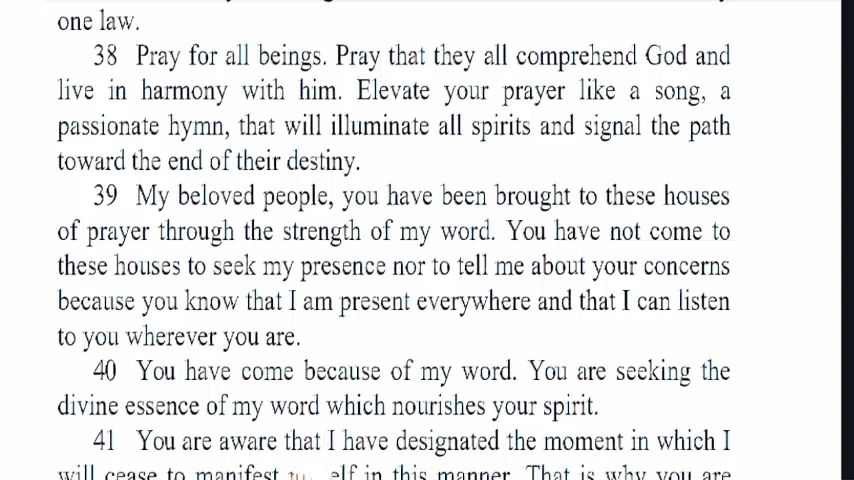 one law.
38 Pray for all beings. Pray that they all comprehend God and
live in harmony with him. Elevate your prayer like a song, a
passionate hymn, that will illuminate all spirits and signal the path
toward the end of their destiny.
39 My beloved people, you have been brought to these houses
of prayer through the strength of my word. You have not come to
these houses to seek my presence nor to tell me about your concerns
because you know that I am present everywhere and that I can listen
to you wherever you are.
40 You have come because of my word. You are seeking the
divine essence of my word which nourishes your spirit.
41 You are aware that I have designated the moment in which I
will cease to manifest in this manner. That is why you are